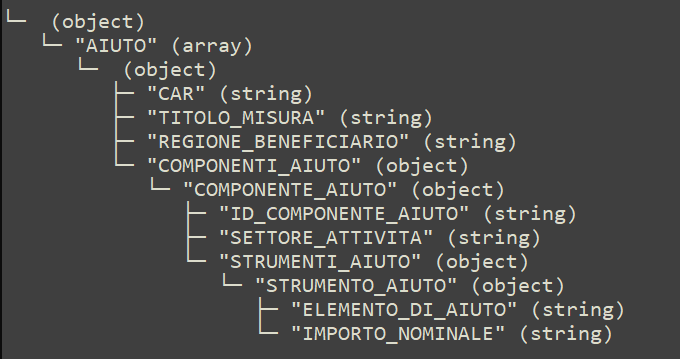 └─ (object)
└─ "AIUTO" (array)
└─ (object)
├─ "CAR" (string)
├─ "TITOLO_MISURA" (string)
├─ "REGIONE_BENEFICIARIO" (string)
└─ "COMPONENTI_AIUTO" (object)
└─ "COMPONENTE_AIUTO" (object)
├─ "ID_COMPONENTE_AIUTO" (string)
├─ "SETTORE_ATTIVITA" (string)
└─ "STRUMENTI_AIUTO" (object)
└─ "STRUMENTO_AIUTO" (object)
├─ "ELEMENTO_DI_AIUTO" (string)
└─ "IMPORTO_NOMINALE" (string)